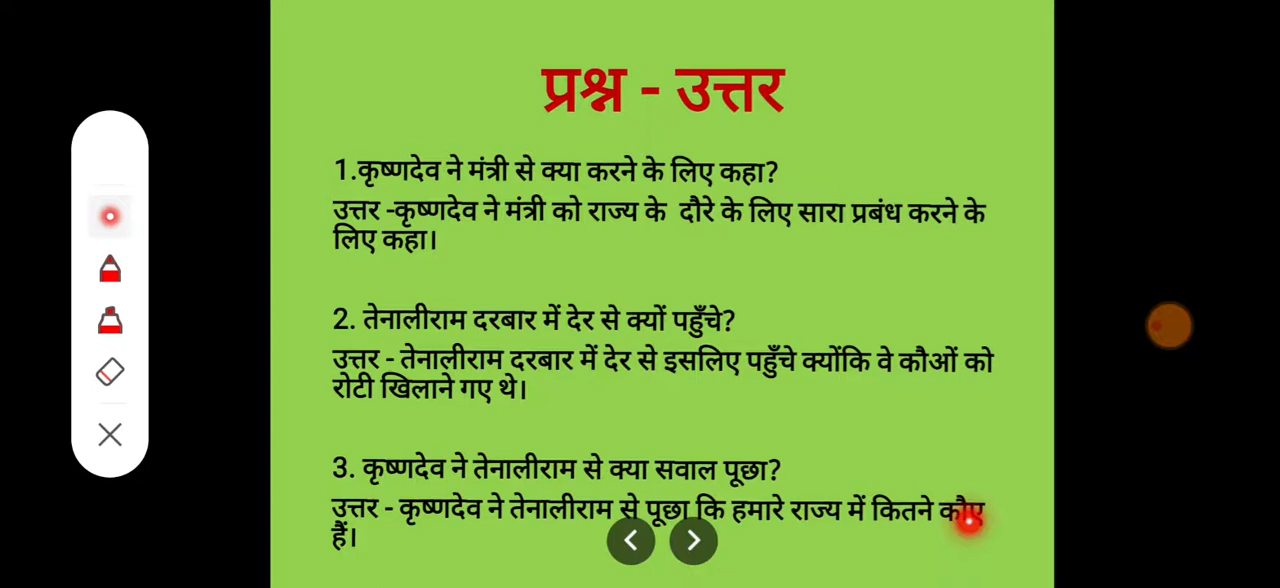 प्रश्न - उत्तर
1.कृष्णदेव ने मंत्री से क्या करने के लिए कहा?
उत्तर -कृष्णदेव ने मंत्री को राज्य के दौरे के लिए सारा प्रबंध करने के
लिए कहा।
2. तेनालीराम दरबार में देर से क्यों पहुँचे?
उत्तर - तेनालीराम दरबार में देर से इसलिए पहुँचे क्योंकि वे कौओं को
रोटी खिलाने गए थे।
3. कृष्णदेव ने तेनालीराम से क्या सवाल पूछा?
उत्तर - कृष्णदेव ने तेनालीराम से पूछा कि हमारे राज्य में कितने कौए
हैं।